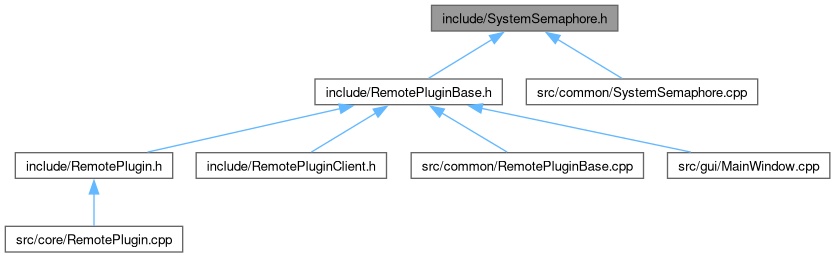 include/SystemSemaphore.h
include/RemotePluginBase.h
src/common/SystemSemaphore.cpp
include/RemotePlugin.h
include/RemotePluginClient.h
src/common/RemotePluginBase.cpp
src/gui/MainWindow.cpp
src/core/RemotePlugin.cpp